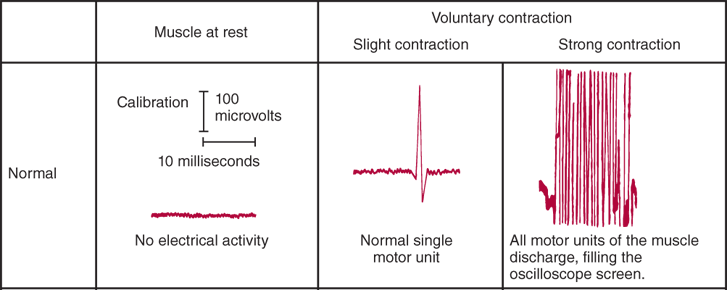 Voluntary contraction
Muscle at rest
Slight contraction
Strong contraction
Normal
Calibration
100
microvolts
10 milliseconds
No electrical activity
Normal single
motor unit
All motor units of the muscle
discharge, filling the
oscilloscope screen.